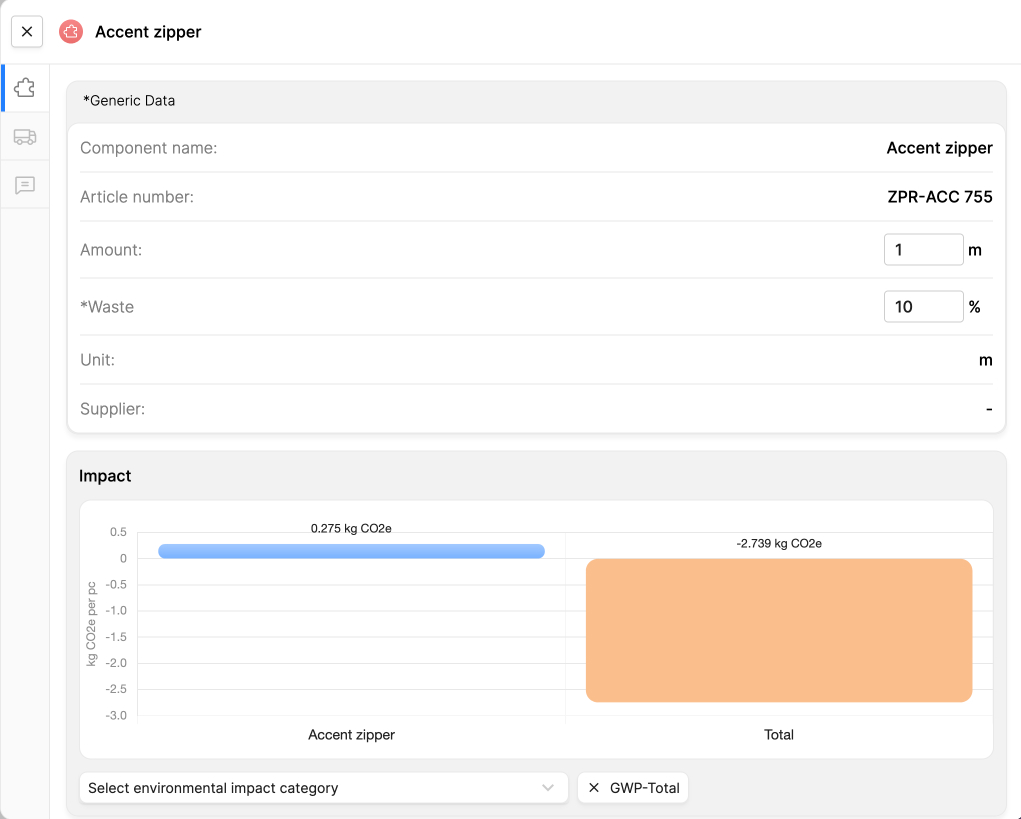 Accent zipper
*Generic Data
Component name: Accent zipper
Article number: ZPR-ACC 755
Amount: 1 m
*Waste 10 %
Unit: m
Supplier: -
Impact
0.275 kg CO2e
-2.739 kg CO2e
0.5
0
-0.5
-1.0
-1.5
-2.0
-2.5
-3.0
kg CO2e per pc
Accent zipper Total
Select environmental impact category GWP-Total